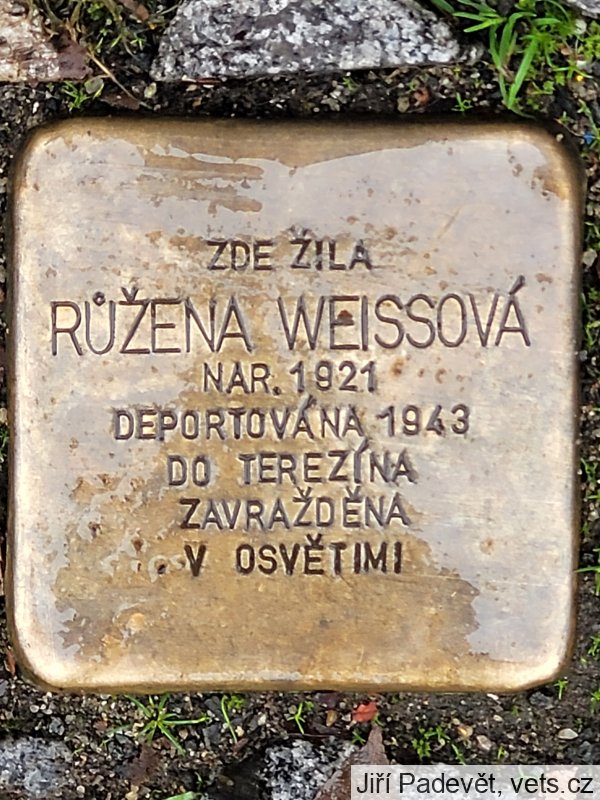 ZDE ŽILA
RŮŽENA WEISSOVÁ
NAR. 1921
DEPORTOVÁNA 1943
DO TEREZÍNA
ZAVRAŽDĚNA
V OSVĚTIMI
Jiří Padevět, vets.cz